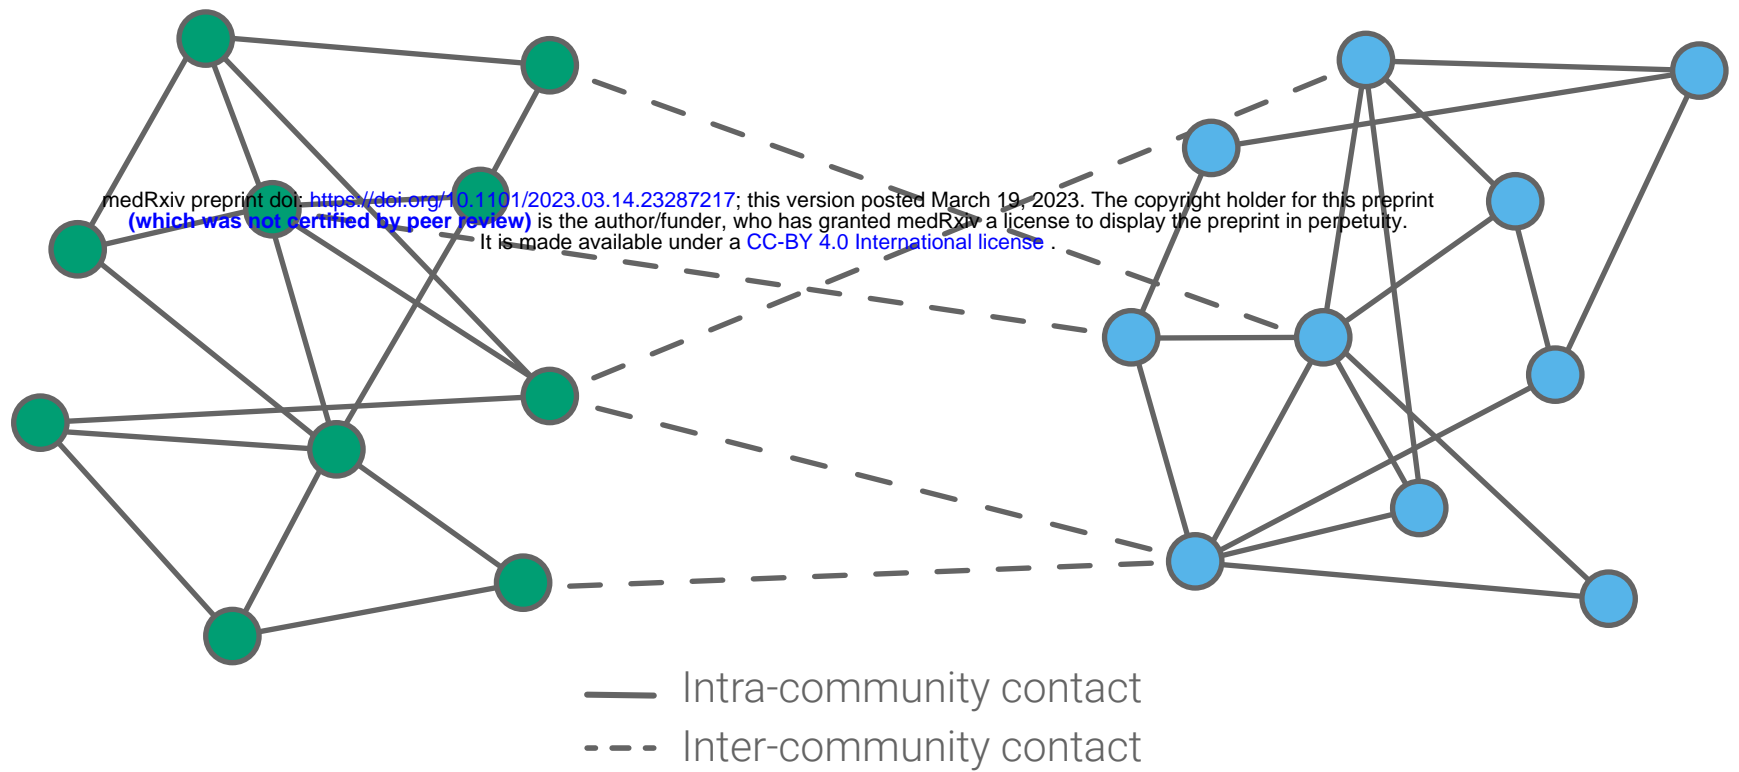 medRxiv preprint doi: https://doi.org/10.1101/2023.03.14.23287217; this version posted March 19, 2023. The copyright holder for this preprint
(which was not certified by peer review) is the author/funder, who has granted medRxiv a license to display the preprint in perpetuity.
It is made available under a CC-BY 4.0 International license .
Intra-community contact
Inter-community contact